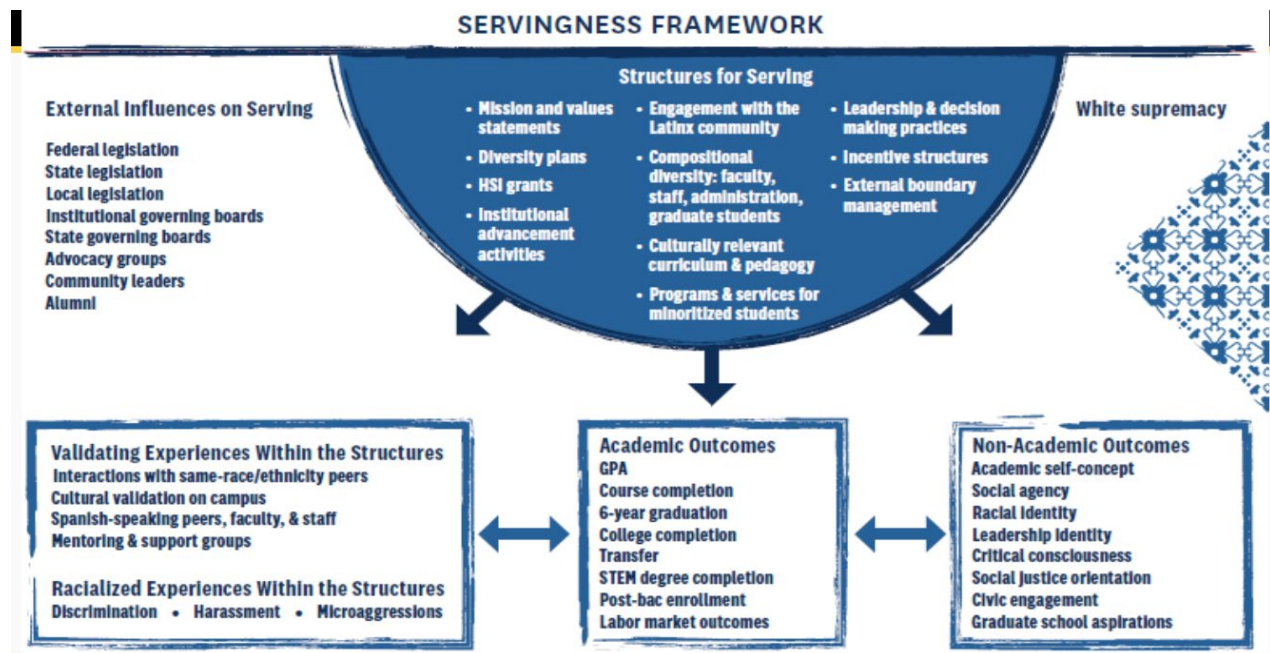 SERVINGNESS FRAMEWORK
External Influences on Serving
Federal legislation
State legislation
Local legislation
Institutional governing boards
State governing boards
Advocacy groups
Community leaders
Alumni
Structures for Serving
• Mission and values
statements
• Diversity plans
• HSI grants
• Institutional
advancement
activities
• Engagement with the
Latinx community
• Compositional
diversity: faculty,
staff, administration,
graduate students
• Culturally relevant
curriculum & pedagogy
• Programs & services for
minoritized students
• Leadership & decision
making practices
• Incentive structures
• External boundary
management
White supremacy
Validating Experiences Within the Structures
Interactions with same-race/ethnicity peers
Cultural validation on campus
Spanish-speaking peers, faculty, & staff
Mentoring & support groups
Racialized Experiences Within the Structures
Discrimination • Harassment • Microaggressions
Academic Outcomes
GPA
Course completion
6-year graduation
College completion
Transfer
STEM degree completion
Post-bac enrollment
Labor market outcomes
Non-Academic Outcomes
Academic self-concept
Social agency
Racial identity
Leadership identity
Critical consciousness
Social justice orientation
Civic engagement
Graduate school aspirations